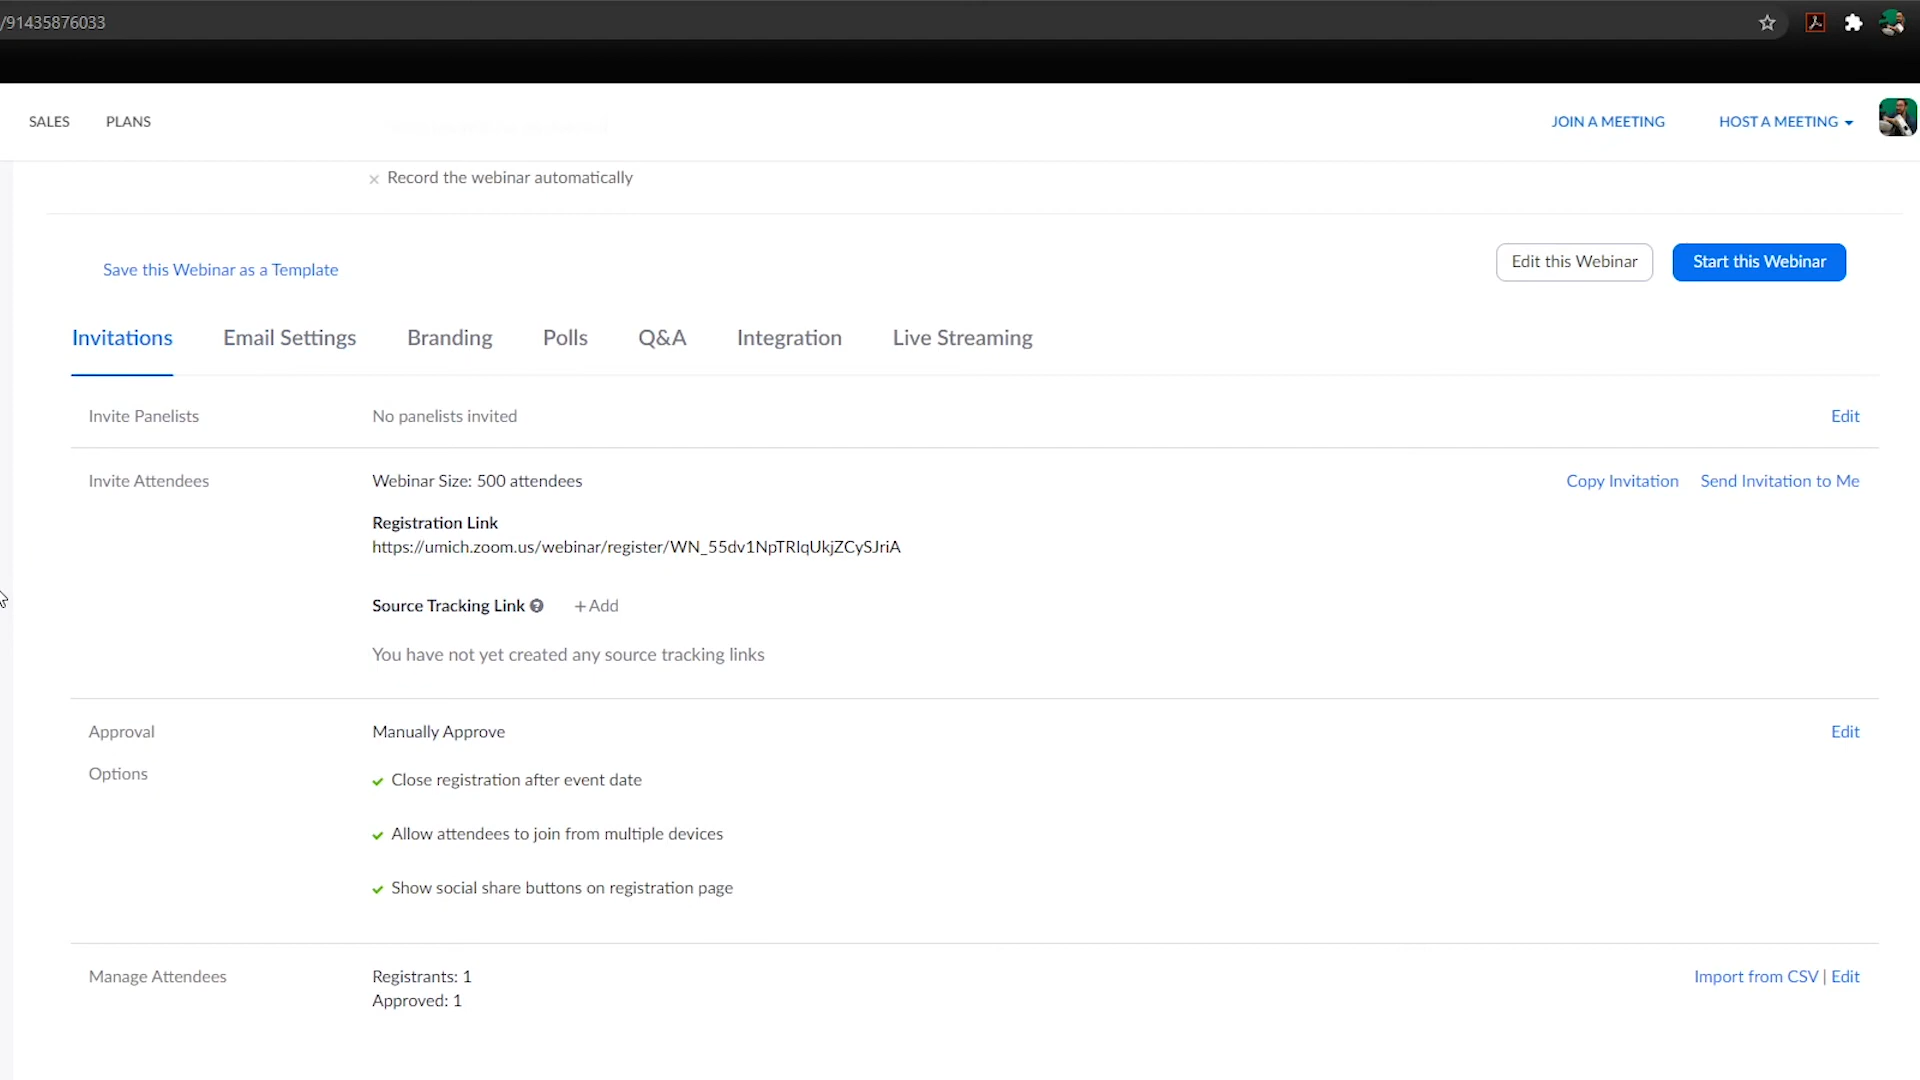 /91435876033
SALES PLANS JOIN A MEETING HOST A MEETING
Record the webinar automatically
Save this Webinar as a Template Edit this Webinar Start this Webinar
Invitations Email Settings Branding Polls Q&A Integration Live Streaming
Invite Panelists No panelists invited Edit
Invite Attendees Webinar Size: 500 attendees Copy Invitation Send Invitation to Me
Registration Link
https://umich.zoom.us/webinar/register/WN_55dv1NpTRIqUkjZCySJriA
Source Tracking Link +Add
You have not yet created any source tracking links
Approval Manually Approve Edit
Options Close registration after event date
Allow attendees to join from multiple devices
Show social share buttons on registration page
Manage Attendees Registrants: 1 Import from CSV | Edit
Approved: 1